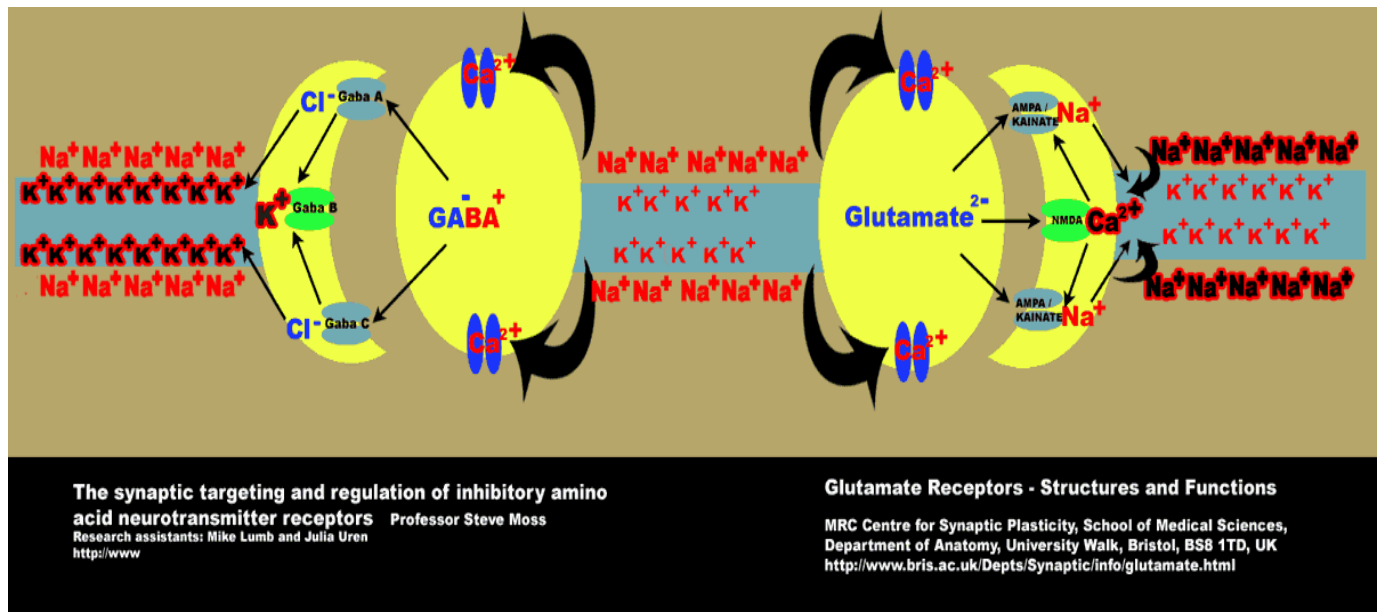 Ca²⁺
Ca²⁺
Cl⁻ Gaba A
AMPA /
KAINATE Na⁺
Na⁺Na⁺Na⁺Na⁺Na⁺
K⁺K⁺K⁺K⁺K⁺K⁺K⁺
K⁺ Gaba B
GABA⁻⁺
Na⁺Na⁺ Na⁺Na⁺Na⁺
K⁺K⁺ K⁺ K⁺ K⁺
Glutamate²⁻
NMDA Ca²⁺
Na⁺Na⁺Na⁺Na⁺Na⁺
K⁺K⁺K⁺K⁺K⁺K⁺
K⁺K⁺K⁺K⁺K⁺K⁺K⁺
Na⁺Na⁺Na⁺Na⁺Na⁺
K⁺K⁺ K⁺ K⁺ K⁺
Na⁺Na⁺ Na⁺Na⁺Na⁺
K⁺K⁺K⁺K⁺K⁺K⁺
Na⁺Na⁺Na⁺Na⁺Na⁺
Cl⁻ Gaba C
AMPA /
KAINATE Na⁺
Ca²⁺
Ca²⁺
The synaptic targeting and regulation of inhibitory amino
acid neurotransmitter receptors Professor Steve Moss
Research assistants: Mike Lumb and Julia Uren
http://www
Glutamate Receptors - Structures and Functions
MRC Centre for Synaptic Plasticity, School of Medical Sciences,
Department of Anatomy, University Walk, Bristol, BS8 1TD, UK
http://www.bris.ac.uk/Depts/Synaptic/info/glutamate.html